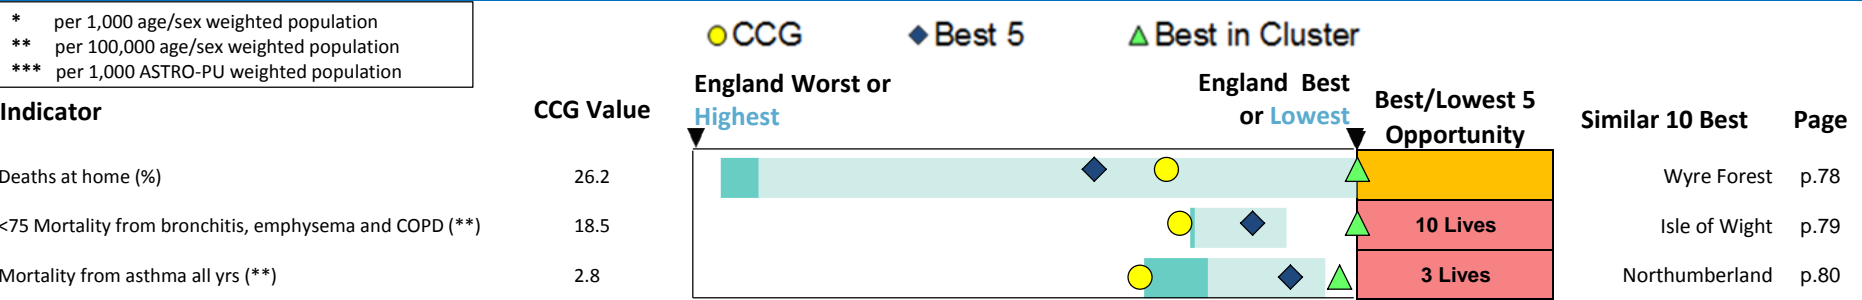 * per 1,000 age/sex weighted population
** per 100,000 age/sex weighted population
*** per 1,000 ASTRO-PU weighted population
CCG Best 5 Best in Cluster
Indicator CCG Value England Worst or Highest England Best or Lowest Best/Lowest 5 Opportunity Similar 10 Best Page
Deaths at home (%) 26.2 Wyre Forest p.78
<75 Mortality from bronchitis, emphysema and COPD (**) 18.5 10 Lives Isle of Wight p.79
Mortality from asthma all yrs (**) 2.8 3 Lives Northumberland p.80